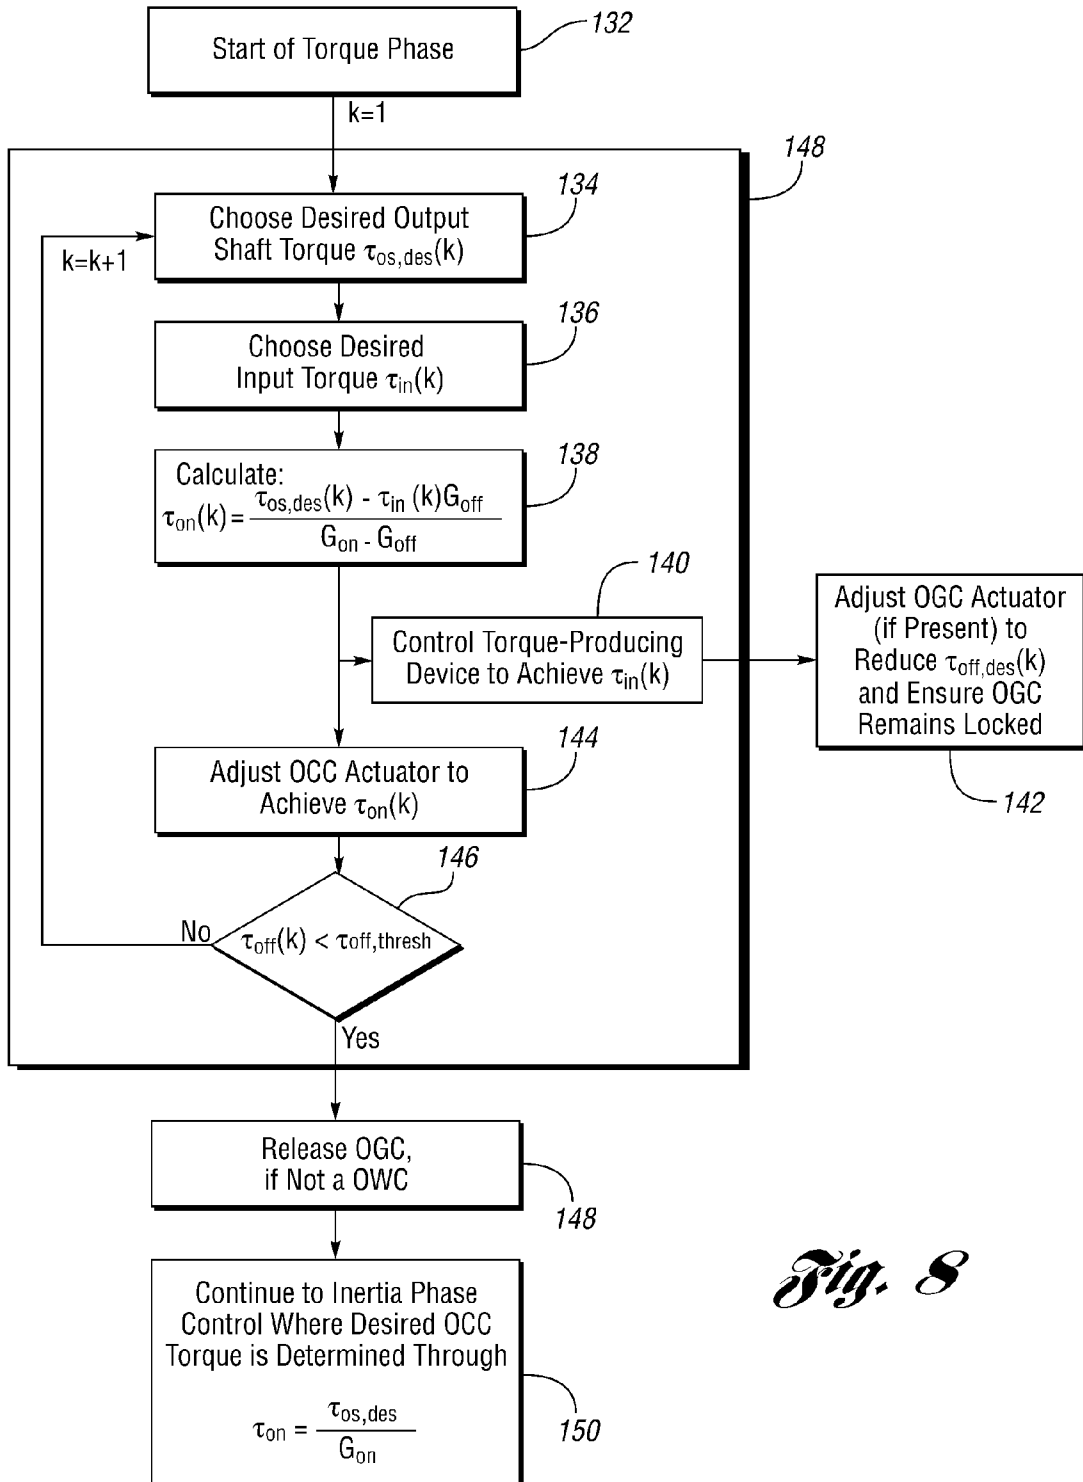 Start of Torque Phase
132
k=1
148
134
Choose Desired Output
Shaft Torque τos,des(k)
k=k+1
136
Choose Desired
Input Torque τin(k)
138
Calculate:
τon(k) = τos,des(k) - τin (k)Goff
Gon - Goff
140
Control Torque-Producing
Device to Achieve τin(k)
Adjust OGC Actuator
(if Present) to
Reduce τoff,des(k)
and Ensure OGC
Remains Locked
142
144
Adjust OCC Actuator to
Achieve τon(k)
146
No
τoff(k) < τoff,thresh
Yes
Release OGC,
if Not a OWC
148
Continue to Inertia Phase
Control Where Desired OCC
Torque is Determined Through
τon = τos,des
Gon
150
Fig. 8